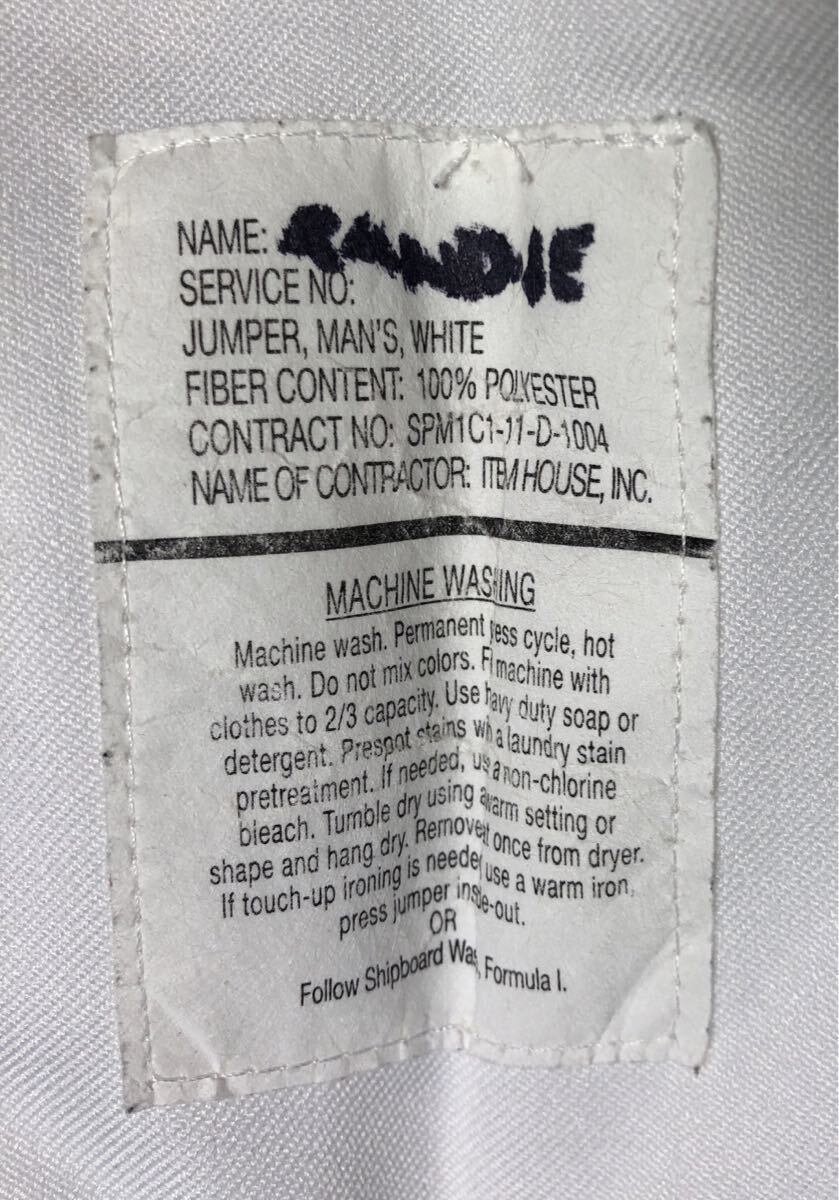 NAME:
SERVICE NO:
JUMPER, MAN'S, WHITE
FIBER CONTENT: 100% POLYESTER
CONTRACT NO: SPM1C1-11-D-1004
NAME OF CONTRACTOR: ITEM HOUSE, INC.
MACHINE WASHING
Machine wash. Permanent press cycle, hot
wash. Do not mix colors. Fill machine with
clothes to 2/3 capacity. Use heavy duty soap or
detergent. Prespot stains with a laundry stain
pretreatment. If needed, use a non-chlorine
bleach. Tumble dry using a warm setting or
shape and hang dry. Remove at once from dryer.
If touch-up ironing is needed use a warm iron,
press jumper inside-out.
OR
Follow Shipboard Wash, Formula I.